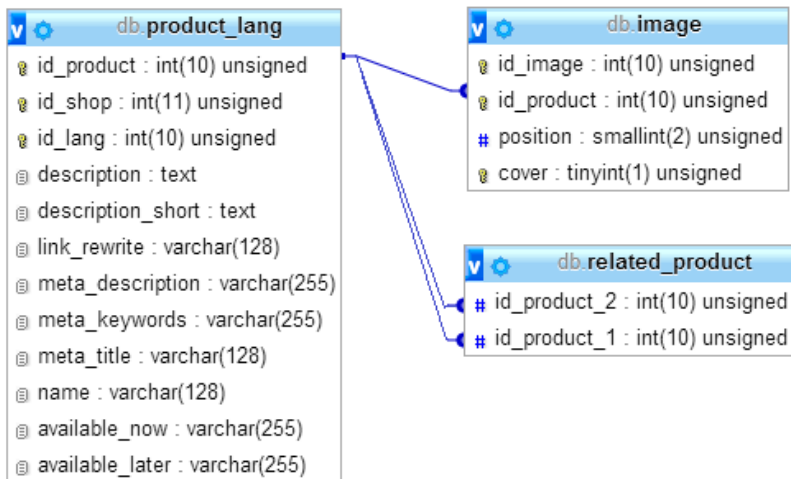 v db.product_lang
id_product : int(10) unsigned
id_shop : int(11) unsigned
id_lang : int(10) unsigned
description : text
description_short : text
link_rewrite : varchar(128)
meta_description : varchar(255)
meta_keywords : varchar(255)
meta_title : varchar(128)
name : varchar(128)
available_now : varchar(255)
available_later : varchar(255)
v db.image
id_image : int(10) unsigned
id_product : int(10) unsigned
# position : smallint(2) unsigned
cover : tinyint(1) unsigned
v db.related_product
# id_product_2 : int(10) unsigned
# id_product_1 : int(10) unsigned